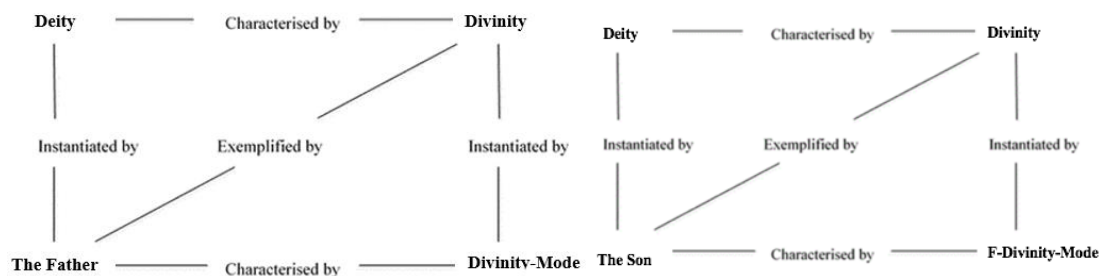 Deity Characterised by Divinity
Instantiated by Exemplified by Instantiated by
The Father Characterised by Divinity-Mode
Deity Characterised by Divinity
Instantiated by Exemplified by Instantiated by
The Son Characterised by F-Divinity-Mode